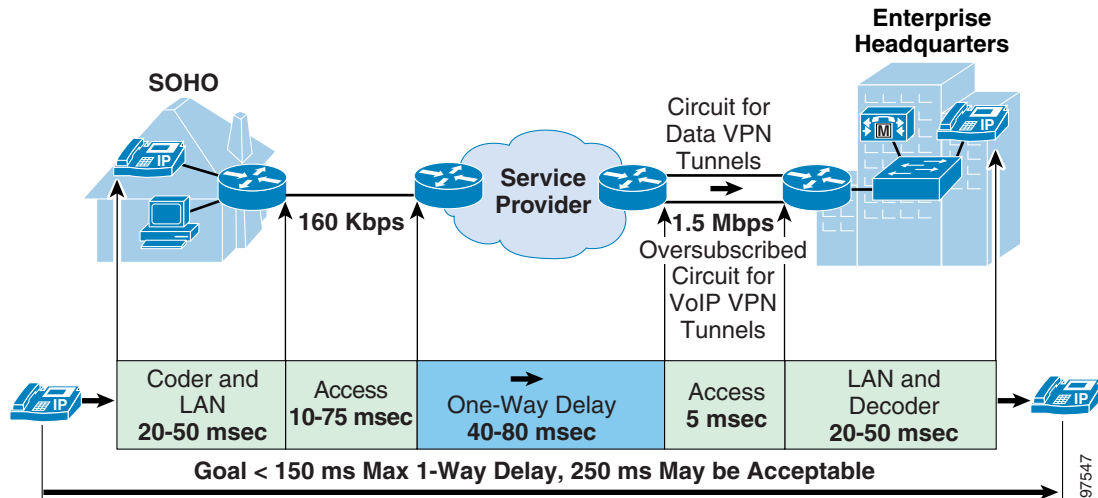 Enterprise
Headquarters
SOHO
Circuit for
Data VPN
Tunnels
IP
M
IP
Service
Provider
160 Kbps
1.5 Mbps
Oversubscribed
Circuit for
VoIP VPN
Tunnels
IP
Coder and
LAN
20-50 msec
Access
10-75 msec
One-Way Delay
40-80 msec
Access
5 msec
LAN and
Decoder
20-50 msec
IP
Goal < 150 ms Max 1-Way Delay, 250 ms May be Acceptable
97547